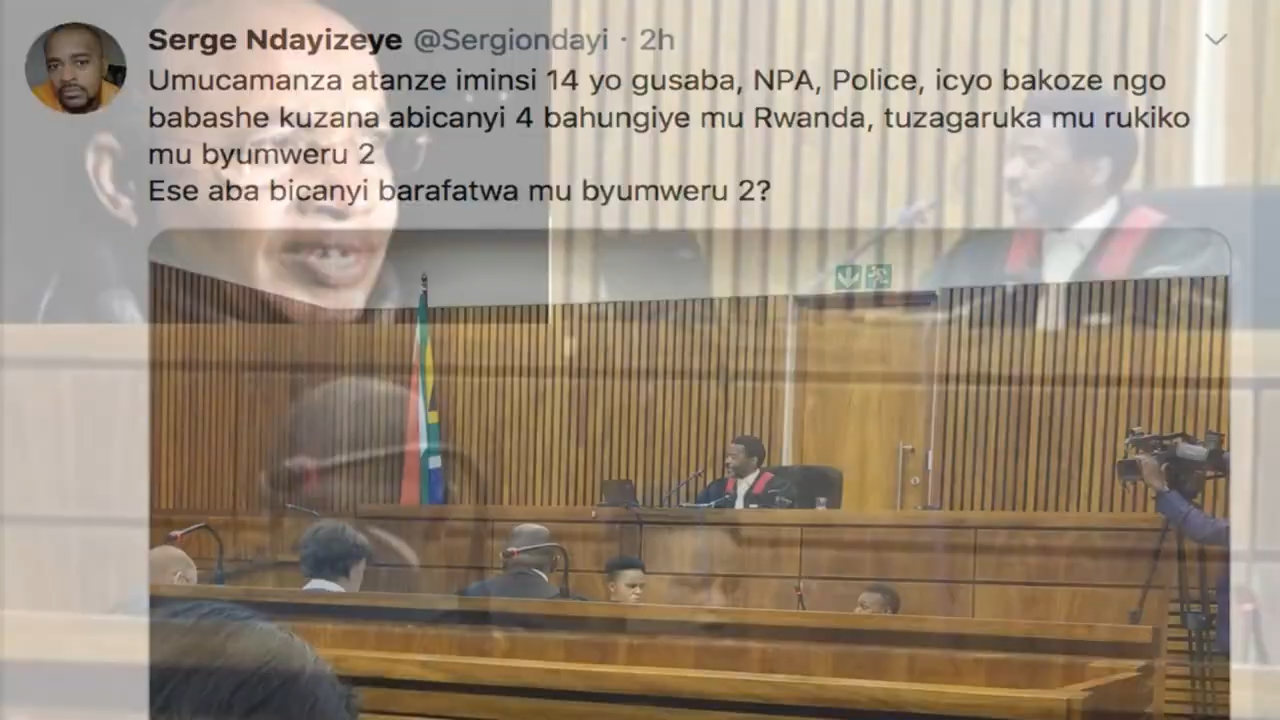 Serge Ndayizeye @Sergiondayi · 2h
Umucamanza atanze iminsi 14 yo gusaba, NPA, Police, icyo bakoze ngo
babashe kuzana abicanyi 4 bahungiye mu Rwanda, tuzagaruka mu rukiko
mu byumweru 2
Ese aba bicanyi barafatwa mu byumweru 2?